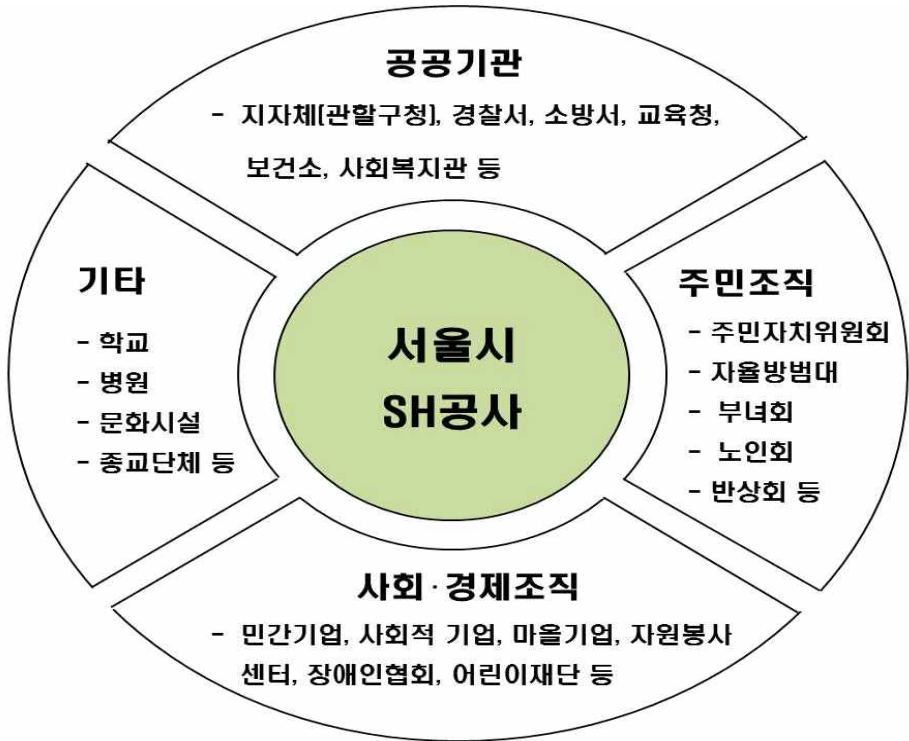 공공기관
- 지자체(관할구청), 경찰서, 소방서, 교육청,
보건소, 사회복지관 등
기타
- 학교
- 병원
- 문화시설
- 종교단체 등
서울시
SH공사
주민조직
- 주민자치위원회
- 자율방범대
- 부녀회
- 노인회
- 반상회 등
사회·경제조직
- 민간기업, 사회적 기업, 마을기업, 자원봉사
센터, 장애인협회, 어린이재단 등